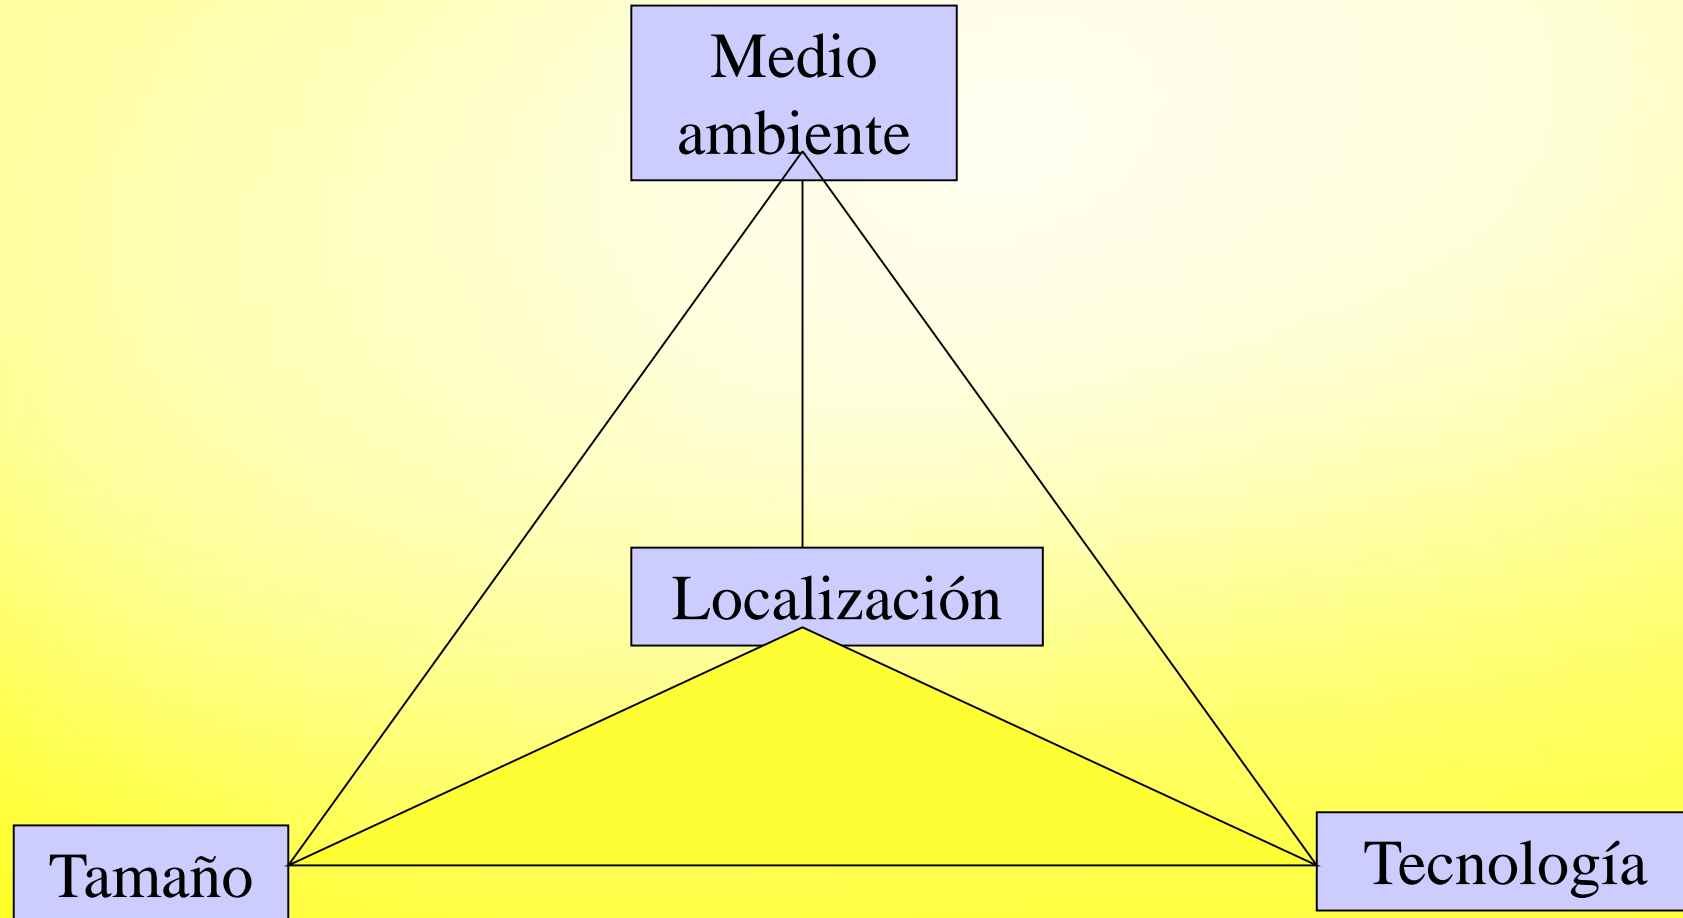 Medio
ambiente
Localización
Tamaño
Tecnología